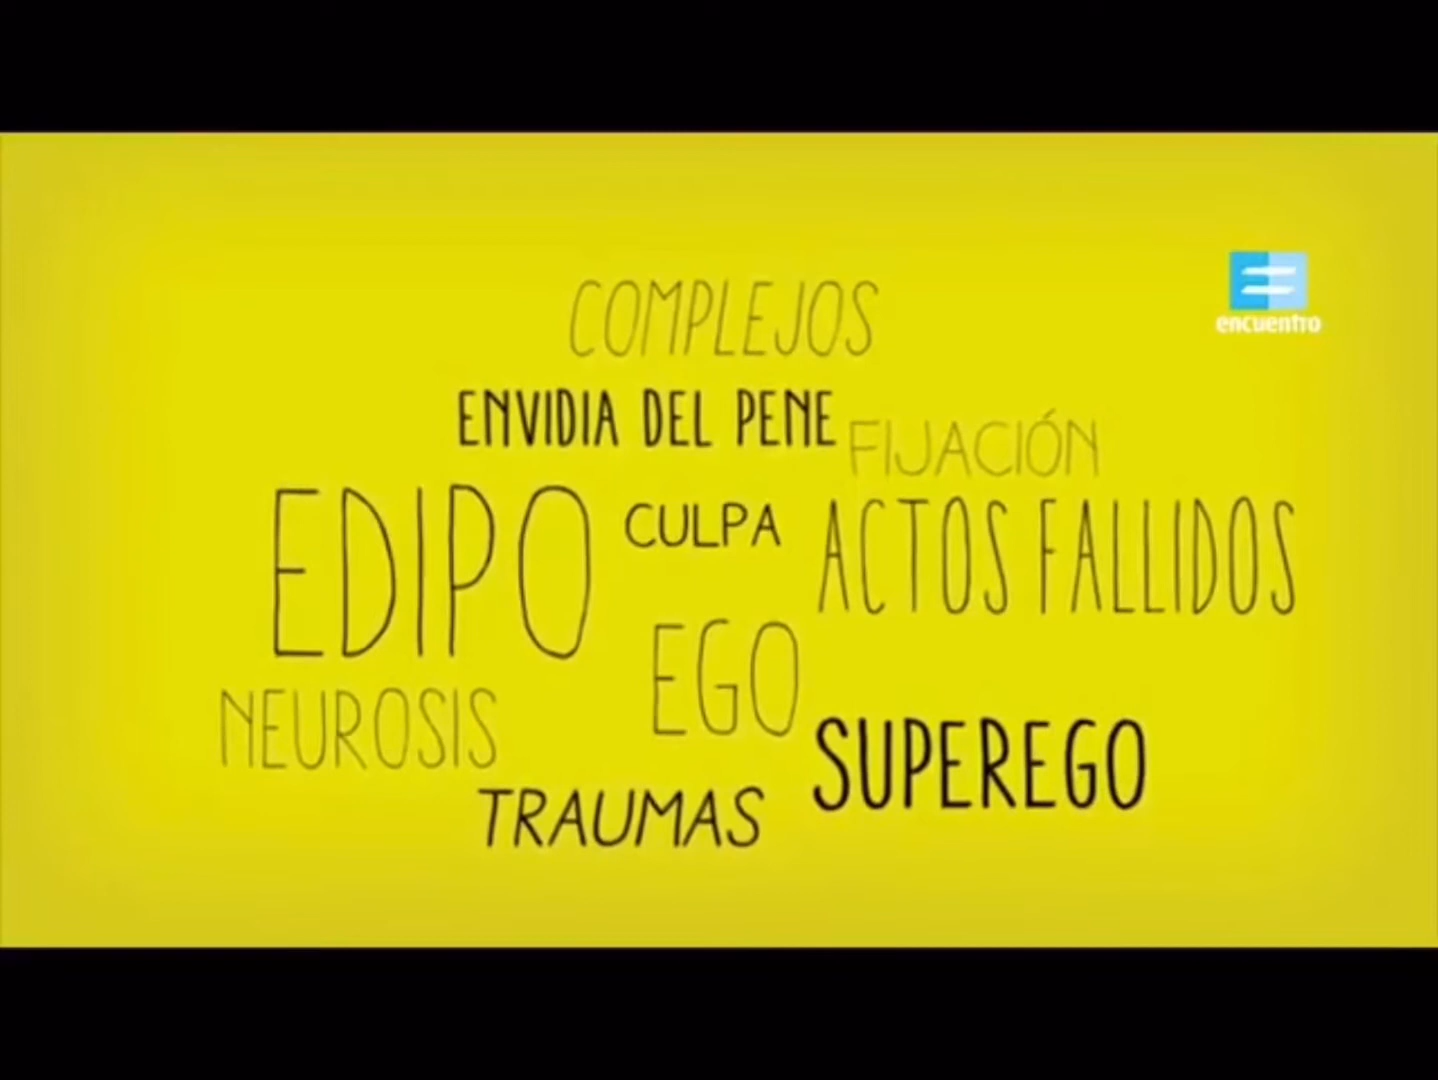 encuentro
COMPLEJOS
ENVIDIA DEL PENE
FIJACIÓN
EDIPO
CULPA
ACTOS FALLIDOS
EGO
NEUROSIS
SUPEREGO
TRAUMAS